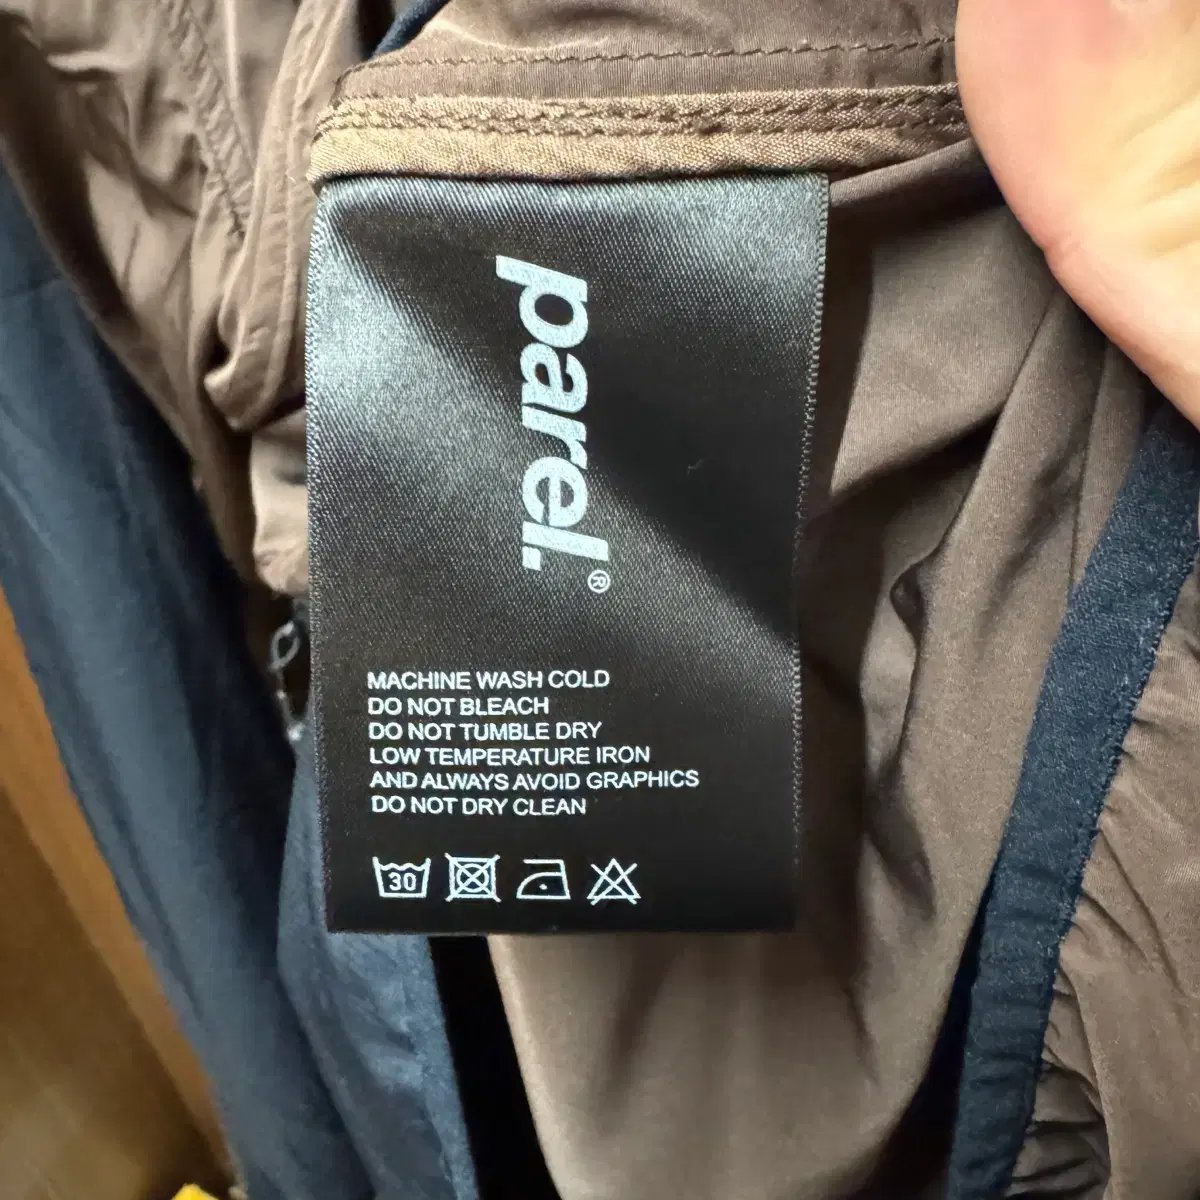 parel.®
MACHINE WASH COLD
DO NOT BLEACH
DO NOT TUMBLE DRY
LOW TEMPERATURE IRON
AND ALWAYS AVOID GRAPHICS
DO NOT DRY CLEAN
30